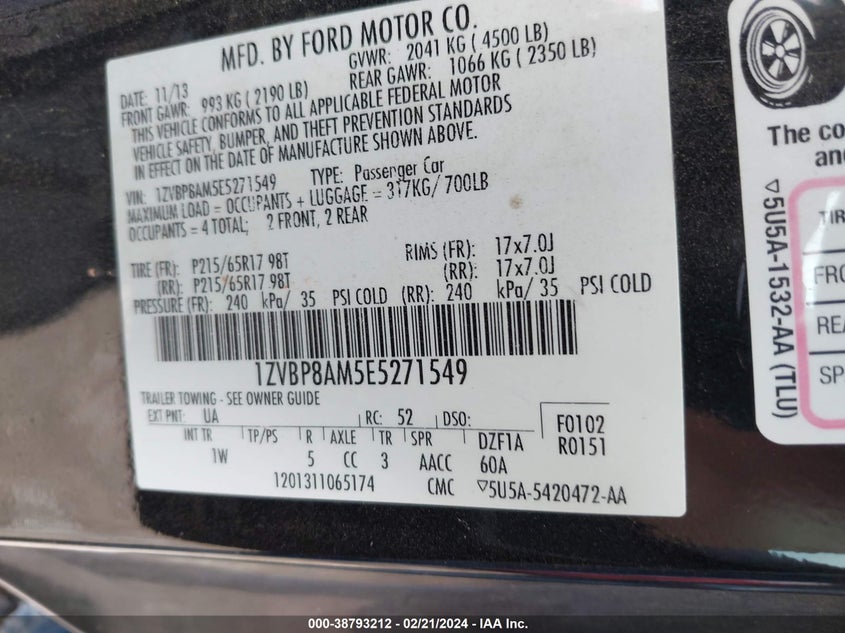 MFD. BY FORD MOTOR CO.
DATE: 11/13 GVWR: 2041 KG ( 4500 LB)
FRONT GAWR: 993 KG ( 2190 LB) REAR GAWR: 1066 KG ( 2350 LB)
THIS VEHICLE CONFORMS TO ALL APPLICABLE FEDERAL MOTOR
VEHICLE SAFETY, BUMPER, AND THEFT PREVENTION STANDARDS
IN EFFECT ON THE DATE OF MANUFACTURE SHOWN ABOVE.
VIN: 1ZVBP8AM5E5271549 TYPE: Passenger Car
MAXIMUM LOAD = OCCUPANTS + LUGGAGE = 317KG/ 700LB
OCCUPANTS = 4 TOTAL; 2 FRONT, 2 REAR
TIRE (FR): P215/65R17 98T RIMS (FR): 17x7.0J
(RR): P215/65R17 98T (RR): 17x7.0J
PRESSURE (FR): 240 kPa/ 35 PSI COLD (RR): 240 kPa/ 35 PSI COLD
1ZVBP8AM5E5271549
TRAILER TOWING - SEE OWNER GUIDE
EXT PNT: UA RC: 52 DSO: F0102
INT TR TP/PS R AXLE TR SPR DZF1A R0151
1W 5 CC 3 AACC 60A
1201311065174 CMC ▽5U5A-5420472-AA
The co
and
▽5U5A-1532-AA (TLU)
TIR
FRO
REA
SP
000-38793212 - 02/21/2024 - IAA Inc.